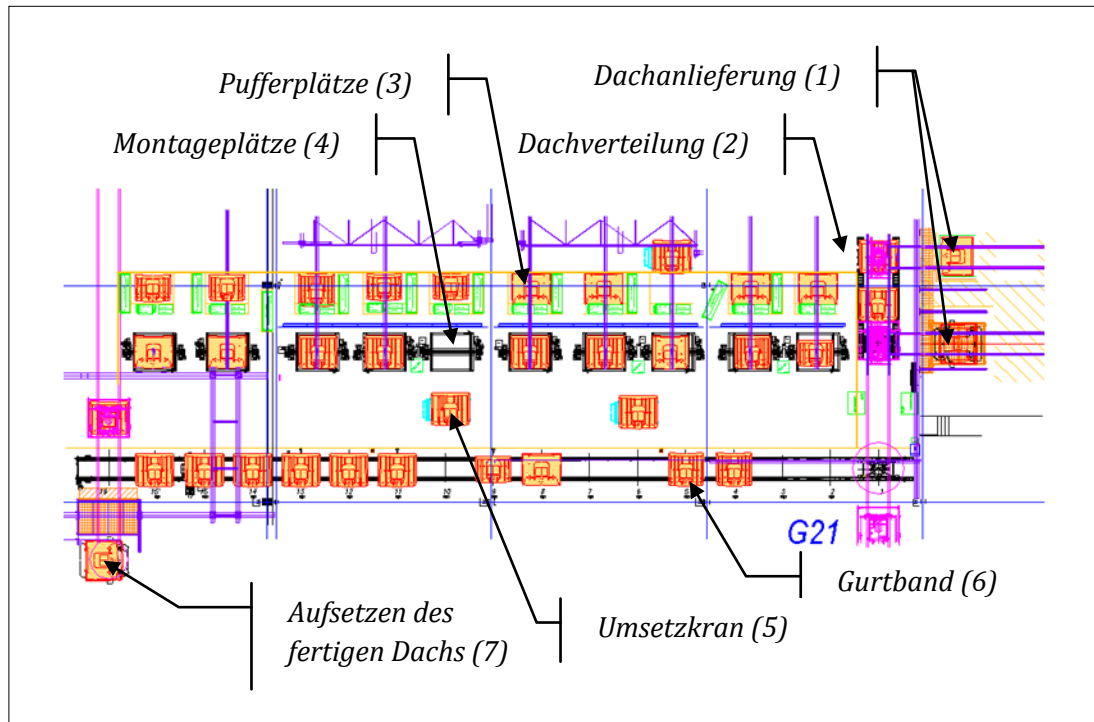 Pufferplätze (3)
Dachanlieferung (1)
Montageplätze (4)
Dachverteilung (2)
G21
Gurtband (6)
Aufsetzen des
fertigen Dachs (7)
Umsetzkran (5)